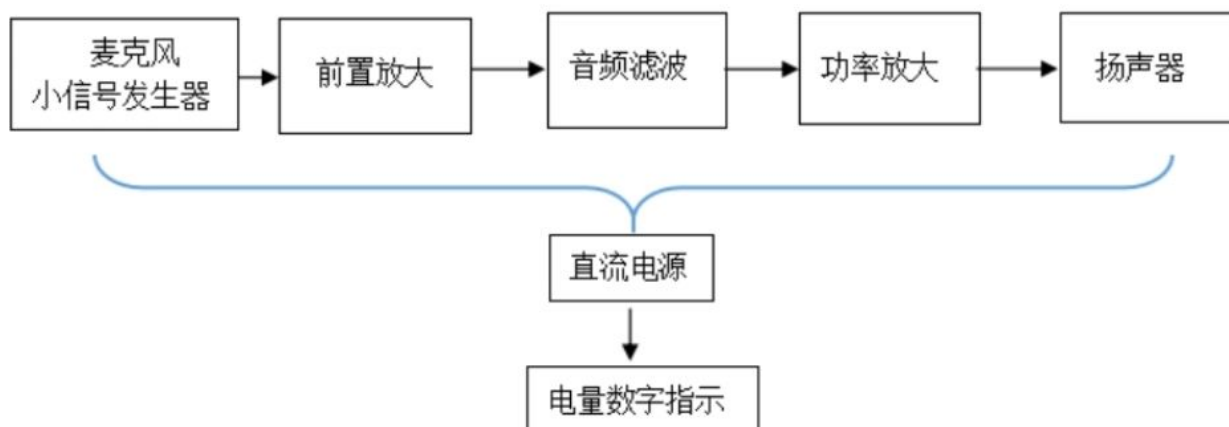 麦克风
小信号发生器
前置放大
音频滤波
功率放大
扬声器
直流电源
电量数字指示